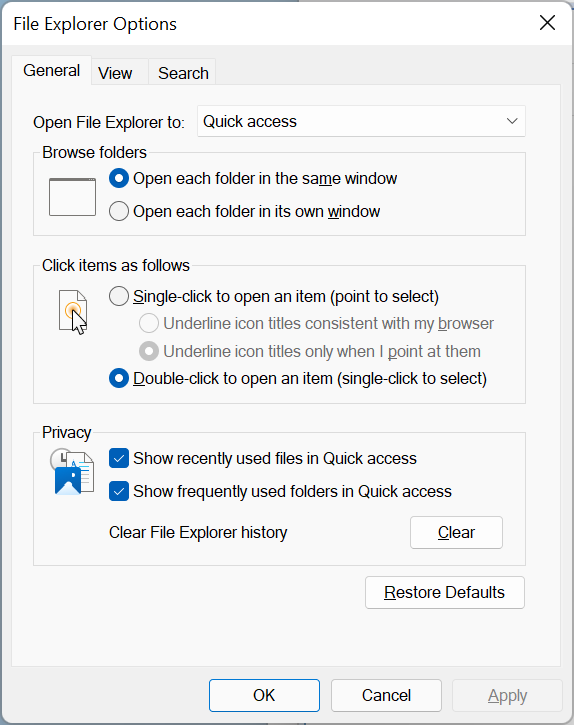 File Explorer Options
General View Search
Open File Explorer to: Quick access
Browse folders
Open each folder in the same window
Open each folder in its own window
Click items as follows
Single-click to open an item (point to select)
Underline icon titles consistent with my browser
Underline icon titles only when I point at them
Double-click to open an item (single-click to select)
Privacy
Show recently used files in Quick access
Show frequently used folders in Quick access
Clear File Explorer history Clear
Restore Defaults
OK Cancel Apply